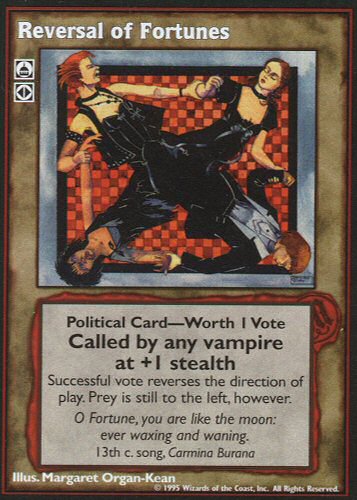 Reversal of Fortunes
Political Card—Worth 1 Vote
Called by any vampire
at +1 stealth
Successful vote reverses the direction of
play. Prey is still to the left, however.
O Fortune, you are like the moon:
ever waxing and waning.
13th c. song, Carmina Burana
Illus. Margaret Organ-Kean
© 1995 Wizards of the Coast, Inc. All Rights Reserved.